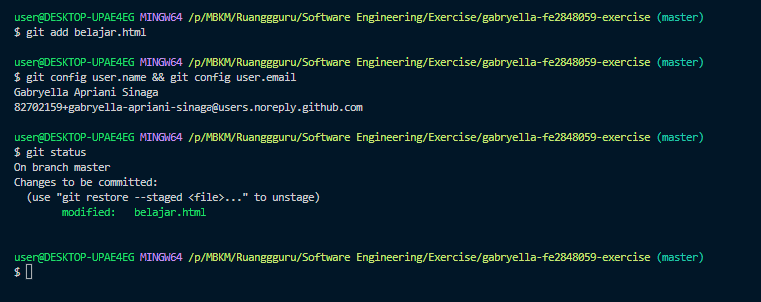 user@DESKTOP-UPAE4EG MINGW64 /p/MBKM/Ruanggguru/Software Engineering/Exercise/gabryella-fe2848059-exercise (master)
$ git add belajar.html
user@DESKTOP-UPAE4EG MINGW64 /p/MBKM/Ruanggguru/Software Engineering/Exercise/gabryella-fe2848059-exercise (master)
$ git config user.name && git config user.email
Gabryella Apriani Sinaga
82702159+gabryella-apriani-sinaga@users.noreply.github.com
user@DESKTOP-UPAE4EG MINGW64 /p/MBKM/Ruanggguru/Software Engineering/Exercise/gabryella-fe2848059-exercise (master)
$ git status
On branch master
Changes to be committed:
  (use "git restore --staged <file>..." to unstage)
        modified:   belajar.html
user@DESKTOP-UPAE4EG MINGW64 /p/MBKM/Ruanggguru/Software Engineering/Exercise/gabryella-fe2848059-exercise (master)
$